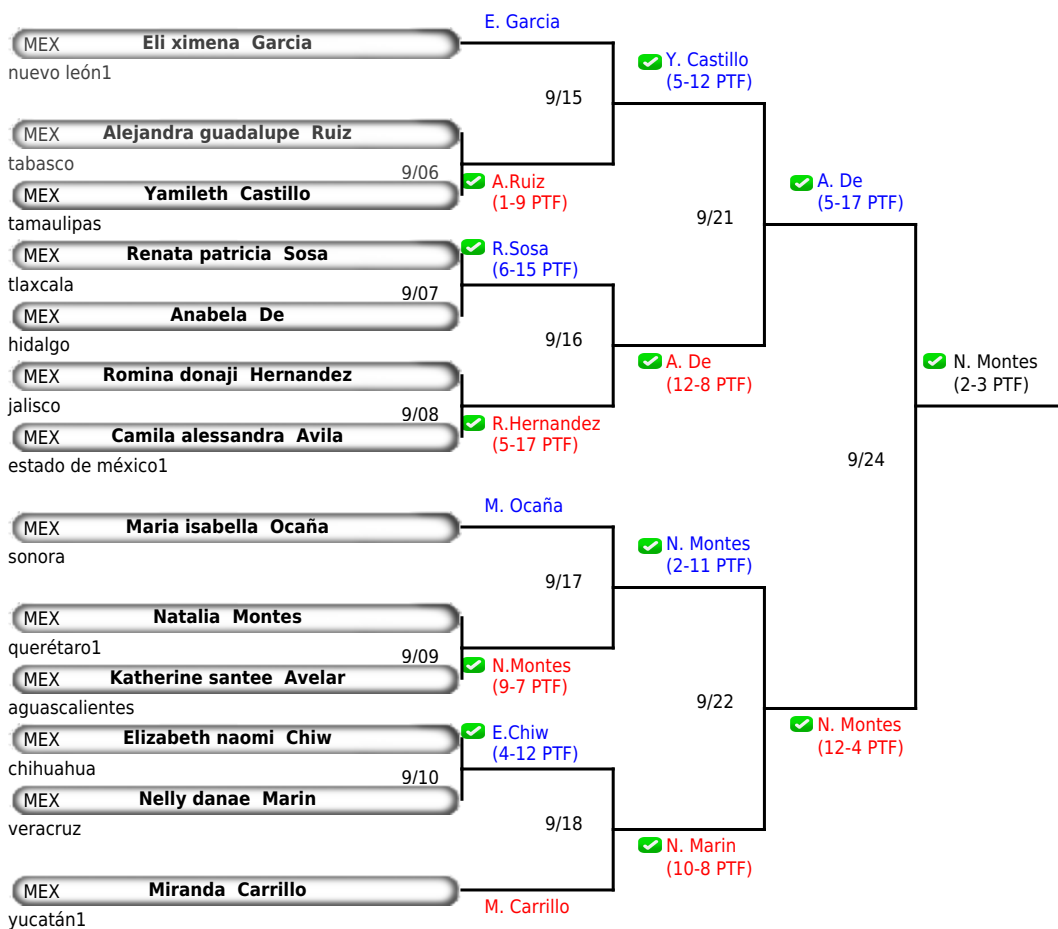 E. Garcia
MEX Eli ximena Garcia
nuevo león1
Y. Castillo
(5-12 PTF)
9/15
MEX Alejandra guadalupe Ruiz
tabasco
9/06
A.Ruiz
(1-9 PTF)
MEX Yamileth Castillo
tamaulipas
A. De
(5-17 PTF)
9/21
MEX Renata patricia Sosa
tlaxcala
R.Sosa
(6-15 PTF)
9/07
MEX Anabela De
hidalgo
9/16
A. De
(12-8 PTF)
MEX Romina donaji Hernandez
jalisco
9/08
R.Hernandez
(5-17 PTF)
MEX Camila alessandra Avila
estado de méxico1
N. Montes
(2-3 PTF)
9/24
M. Ocaña
MEX Maria isabella Ocaña
sonora
N. Montes
(2-11 PTF)
9/17
MEX Natalia Montes
querétaro1
9/09
N.Montes
(9-7 PTF)
MEX Katherine santee Avelar
aguascalientes
9/22
N. Montes
(12-4 PTF)
MEX Elizabeth naomi Chiw
chihuahua
E.Chiw
(4-12 PTF)
9/10
MEX Nelly danae Marin
veracruz
9/18
N. Marin
(10-8 PTF)
MEX Miranda Carrillo
yucatán1
M. Carrillo